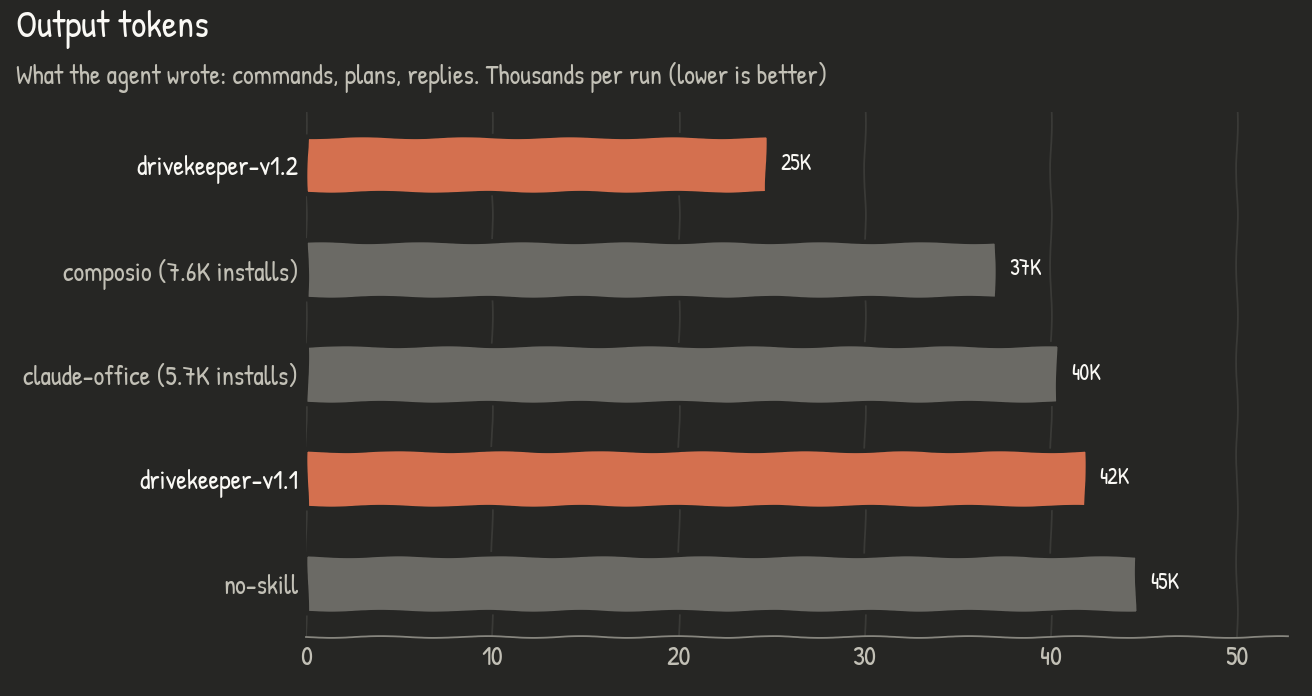 Output tokens
What the agent wrote: commands, plans, replies. Thousands per run (lower is better)
drivekeeper-v1.2 25K
composio (7.6K installs) 37K
claude-office (5.7K installs) 40K
drivekeeper-v1.1 42K
no-skill 45K
0 10 20 30 40 50